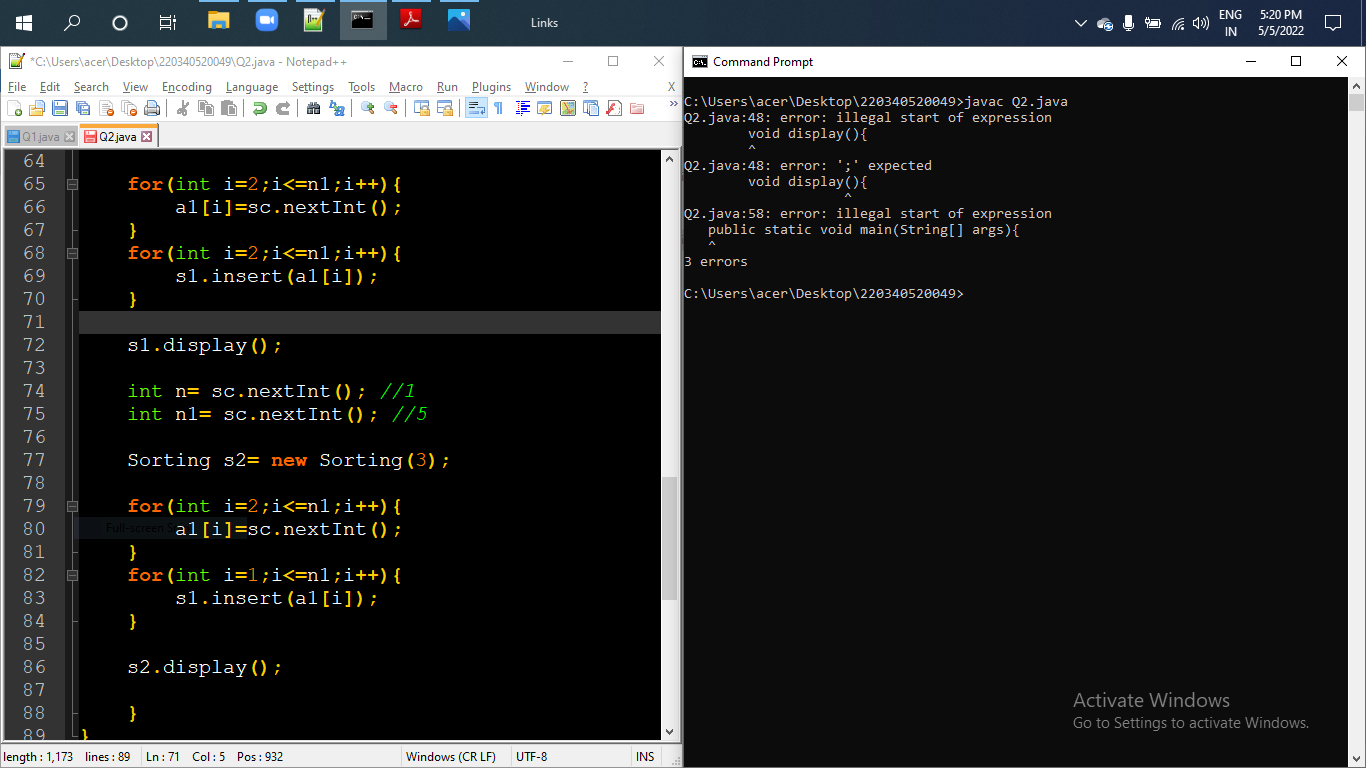 Links
ENG
IN
5:20 PM
5/5/2022
*C:\Users\acer\Desktop\220340520049\Q2.java - Notepad++
File Edit Search View Encoding Language Settings Tools Macro Run Plugins Window ? X
Q1.java Q2.java
64
65 for(int i=2;i<=n1;i++){
66 a1[i]=sc.nextInt();
67 }
68 for(int i=2;i<=n1;i++){
69 s1.insert(a1[i]);
70 }
71
72 s1.display();
73
74 int n= sc.nextInt(); //1
75 int n1= sc.nextInt(); //5
76
77 Sorting s2= new Sorting(3);
78
79 for(int i=2;i<=n1;i++){
80 a1[i]=sc.nextInt();
Full-screen
81 }
82 for(int i=1;i<=n1;i++){
83 s1.insert(a1[i]);
84 }
85
86 s2.display();
87
88 }
89 }
length : 1,173 lines : 89 Ln : 71 Col : 5 Pos : 932 Windows (CR LF) UTF-8 INS
Command Prompt
C:\Users\acer\Desktop\220340520049>javac Q2.java
Q2.java:48: error: illegal start of expression
void display(){
^
Q2.java:48: error: ';' expected
void display(){
^
Q2.java:58: error: illegal start of expression
public static void main(String[] args){
^
3 errors
C:\Users\acer\Desktop\220340520049>
Activate Windows
Go to Settings to activate Windows.